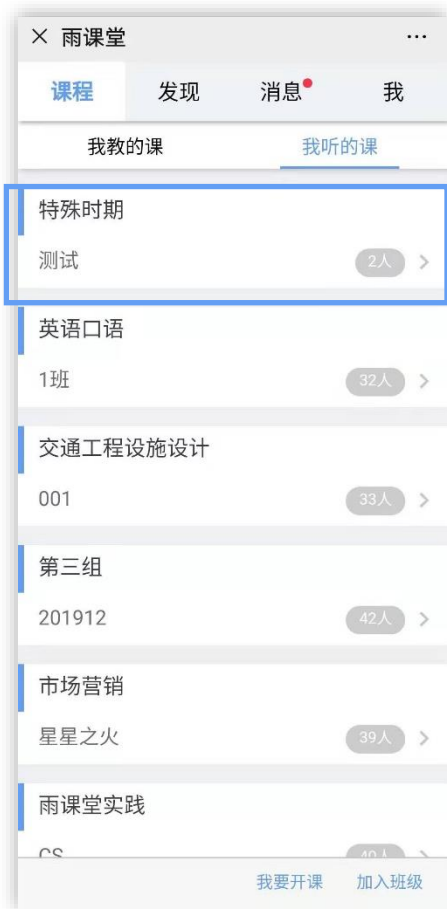 × 雨课堂 ...
课程 发现 消息 我
我教的课 我听的课
特殊时期
测试 2人 >
英语口语
1班 32人 >
交通工程设施设计
001 33人 >
第三组
201912 42人 >
市场营销
星星之火 39人 >
雨课堂实践
CS 40人 >
我要开课 加入班级